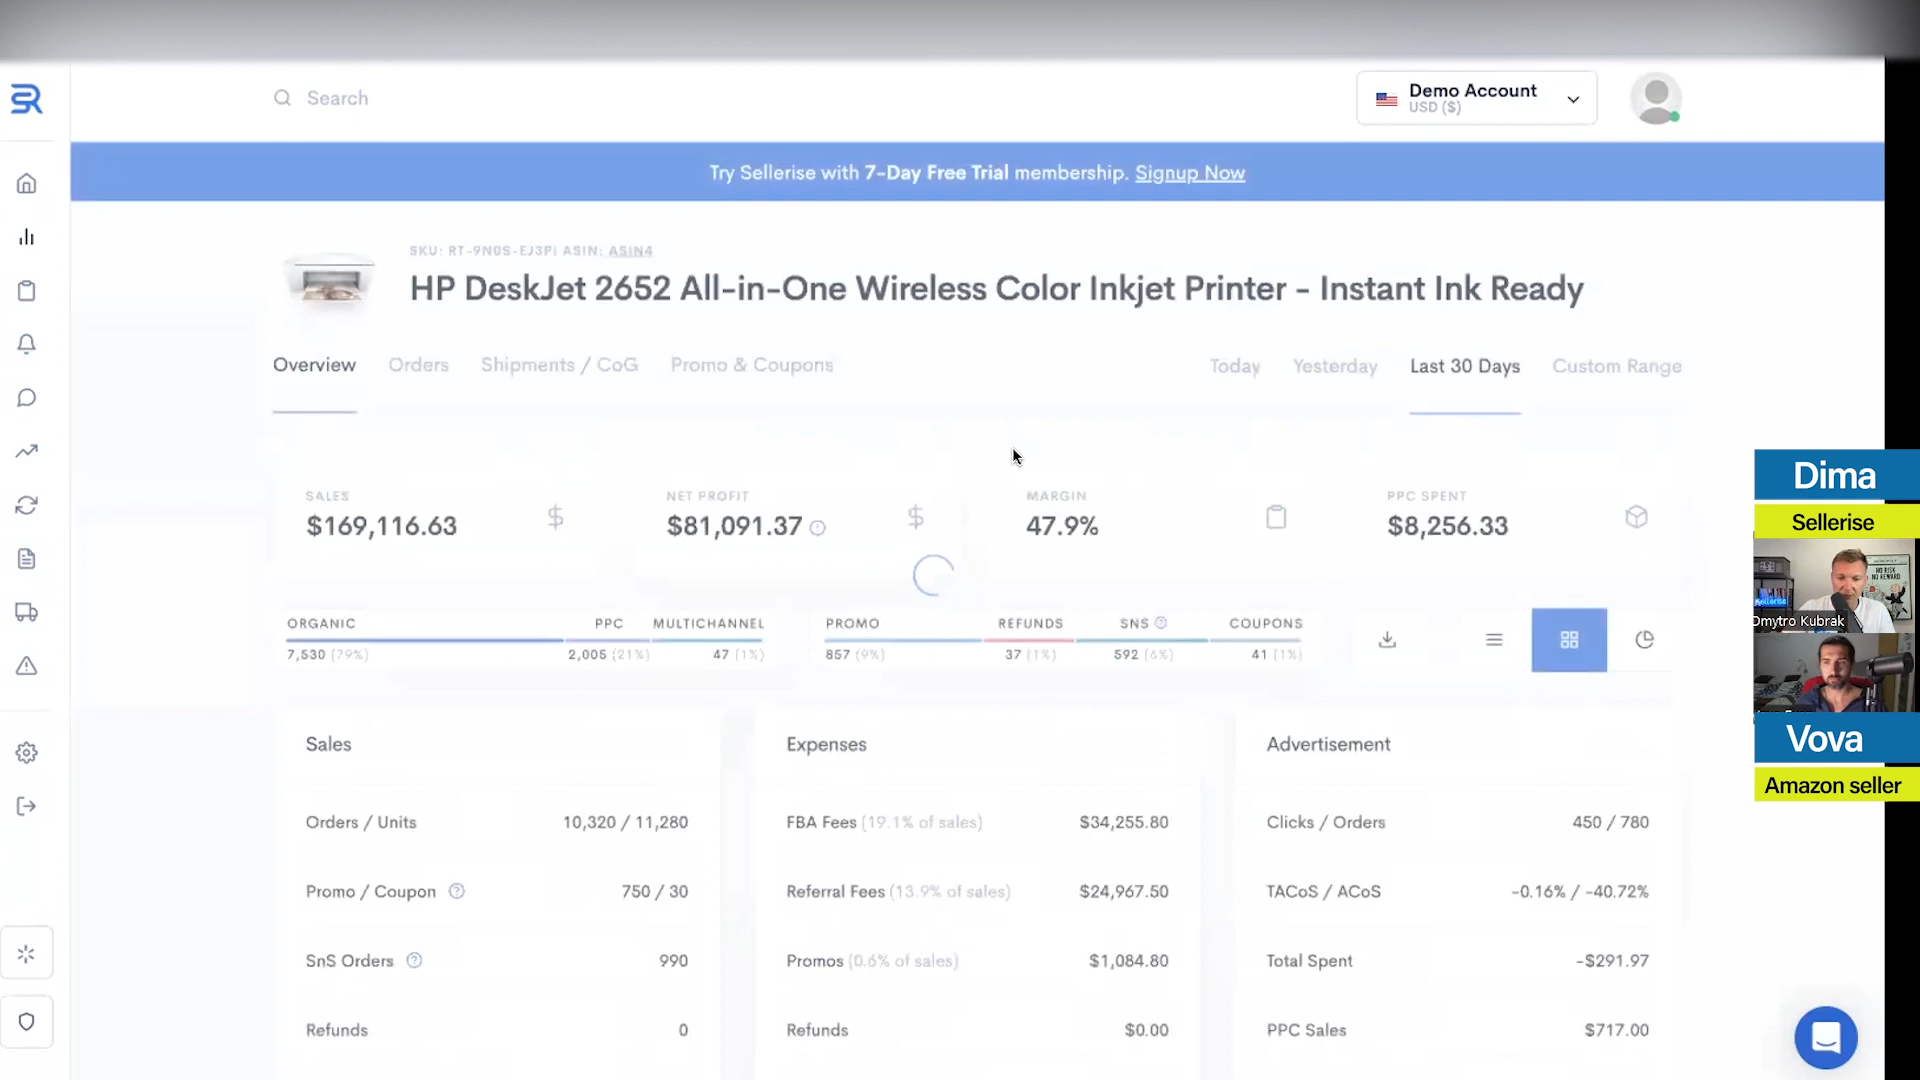 Search
Demo Account
USD ($)
Try Sellerise with 7-Day Free Trial membership. Signup Now
SKU: RT-9N0S-EJ3PI ASIN: ASIN4
HP DeskJet 2652 All-in-One Wireless Color Inkjet Printer - Instant Ink Ready
Overview Orders Shipments / CoG Promo & Coupons Today Yesterday Last 30 Days Custom Range
SALES NET PROFIT MARGIN PPC SPENT
$169,116.63 $81,091.37 47.9% $8,256.33
ORGANIC PPC MULTICHANNEL PROMO REFUNDS SNS COUPONS
7,530 (79%) 2,005 (21%) 47 (1%) 857 (9%) 37 (1%) 592 (6%) 41 (1%)
Sales
Orders / Units 10,320 / 11,280
Promo / Coupon 750 / 30
SnS Orders 990
Refunds 0
Expenses
FBA Fees (19.1% of sales) $34,255.80
Referral Fees (13.9% of sales) $24,967.50
Promos (0.6% of sales) $1,084.80
Refunds $0.00
Advertisement
Clicks / Orders 450 / 780
TACoS / ACoS -0.16% / -40.72%
Total Spent -$291.97
PPC Sales $717.00
Dima
Sellerise
NO RISK
NO REWARD
Sellerise
Dmytro Kubrak
Vova
Amazon seller